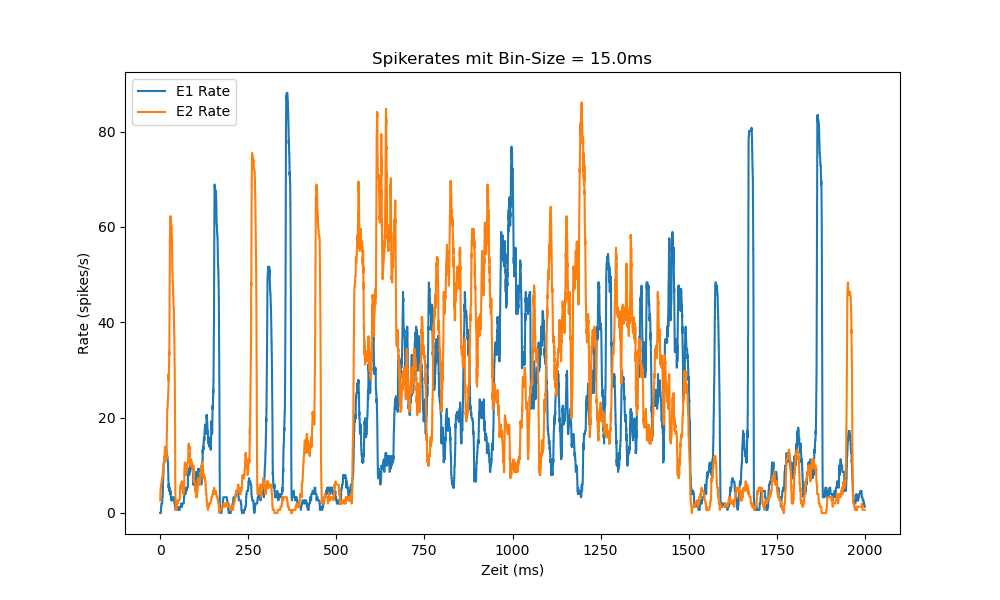 Spikerates mit Bin-Size = 15.0ms
E1 Rate
E2 Rate
Rate (spikes/s)
80
60
40
20
0
0 250 500 750 1000 1250 1500 1750 2000
Zeit (ms)